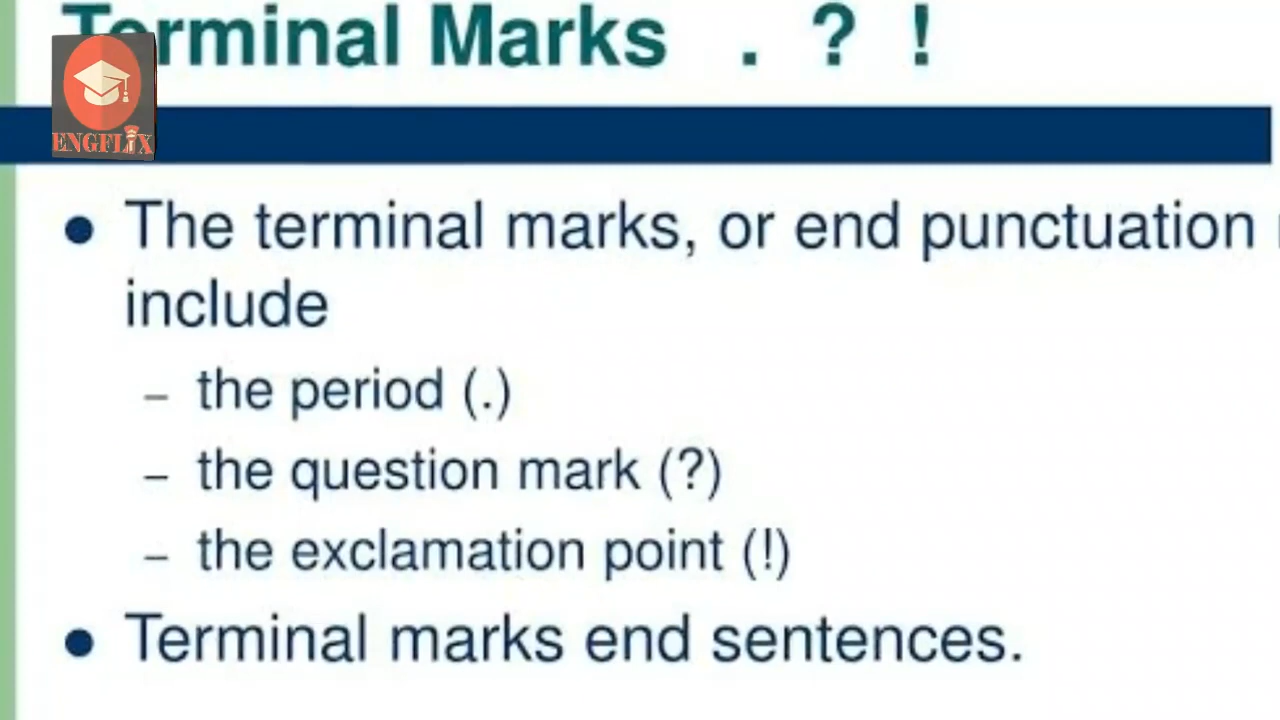 Terminal Marks . ? !
ENGFLIX
• The terminal marks, or end punctuation
include
– the period (.)
– the question mark (?)
– the exclamation point (!)
• Terminal marks end sentences.